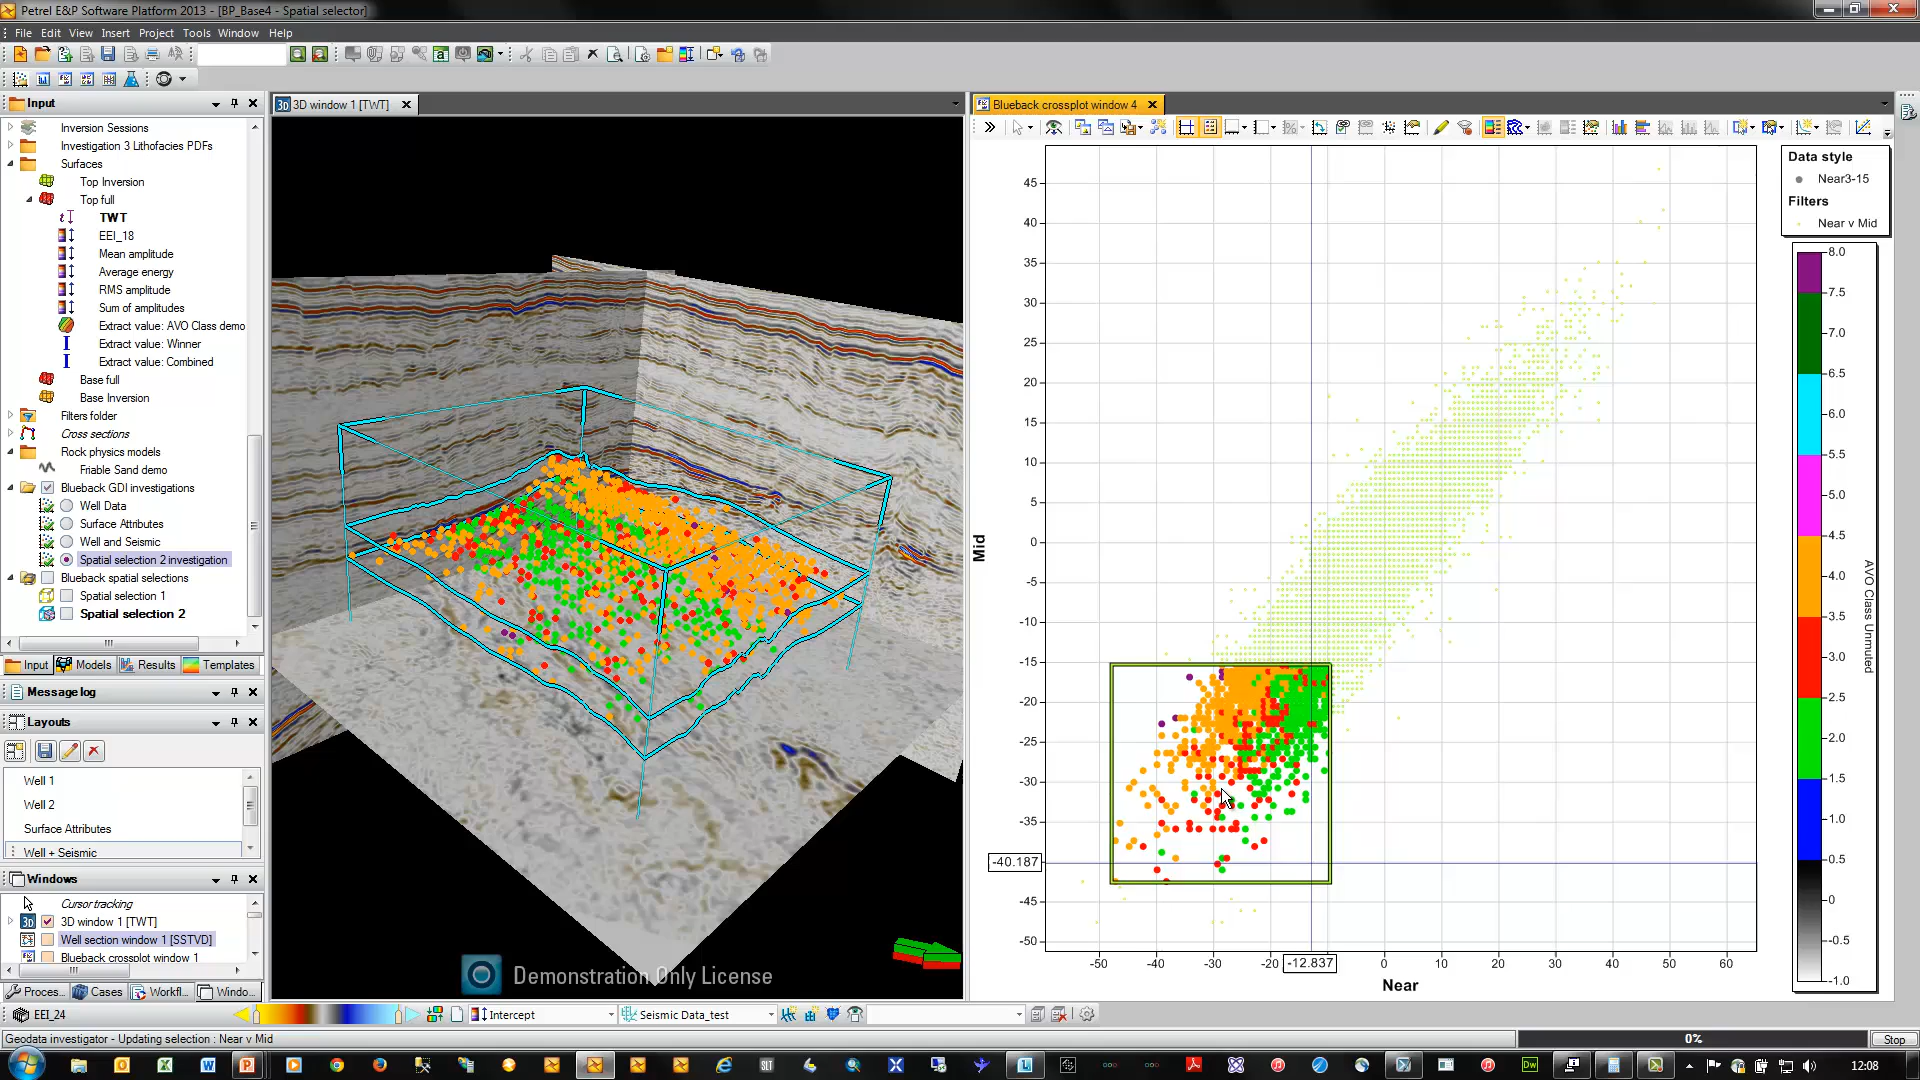 Petrel E&P Software Platform 2013 - [BP_Base4 - Spatial selector]
File Edit View Insert Project Tools Window Help
Input
Inversion Sessions
Investigation 3 Lithofacies PDFs
Surfaces
Top Inversion
Top full
TWT
EEI_18
Mean amplitude
Average energy
RMS amplitude
Sum of amplitudes
Extract value: AVO Class demo
Extract value: Winner
Extract value: Combined
Base full
Base Inversion
Filters folder
Cross sections
Rock physics models
Friable Sand demo
Blueback GDI investigations
Well Data
Surface Attributes
Well and Seismic
Spatial selection 2 investigation
Blueback spatial selections
Spatial selection 1
Spatial selection 2
Input Models Results Templates
Message log
Layouts
Well 1
Well 2
Surface Attributes
Well + Seismic
Windows
Cursor tracking
3D window 1 [TWT]
Well section window 1 [SSTVD]
Blueback crossplot window 1
Proces... Cases Workfl... Windo...
3D window 1 [TWT]
Demonstration Only License
Blueback crossplot window 4
45
40
35
30
25
20
15
10
5
0
-5
-10
-15
-20
-25
-30
-35
-40.187
-45
-50
Mid
-50 -40 -30 -20 -12.837 0 10 20 30 40 50 60
Near
Data style
Near3-15
Filters
Near v Mid
8.0
7.5
7.0
6.5
6.0
5.5
5.0
4.5
4.0
3.5
3.0
2.5
2.0
1.5
1.0
0.5
0
-0.5
-1.0
AVO Class Unmuted
EEI_24
Intercept
Seismic Data_test
Geodata investigator - Updating selection : Near v Mid
0%
Stop
12:08